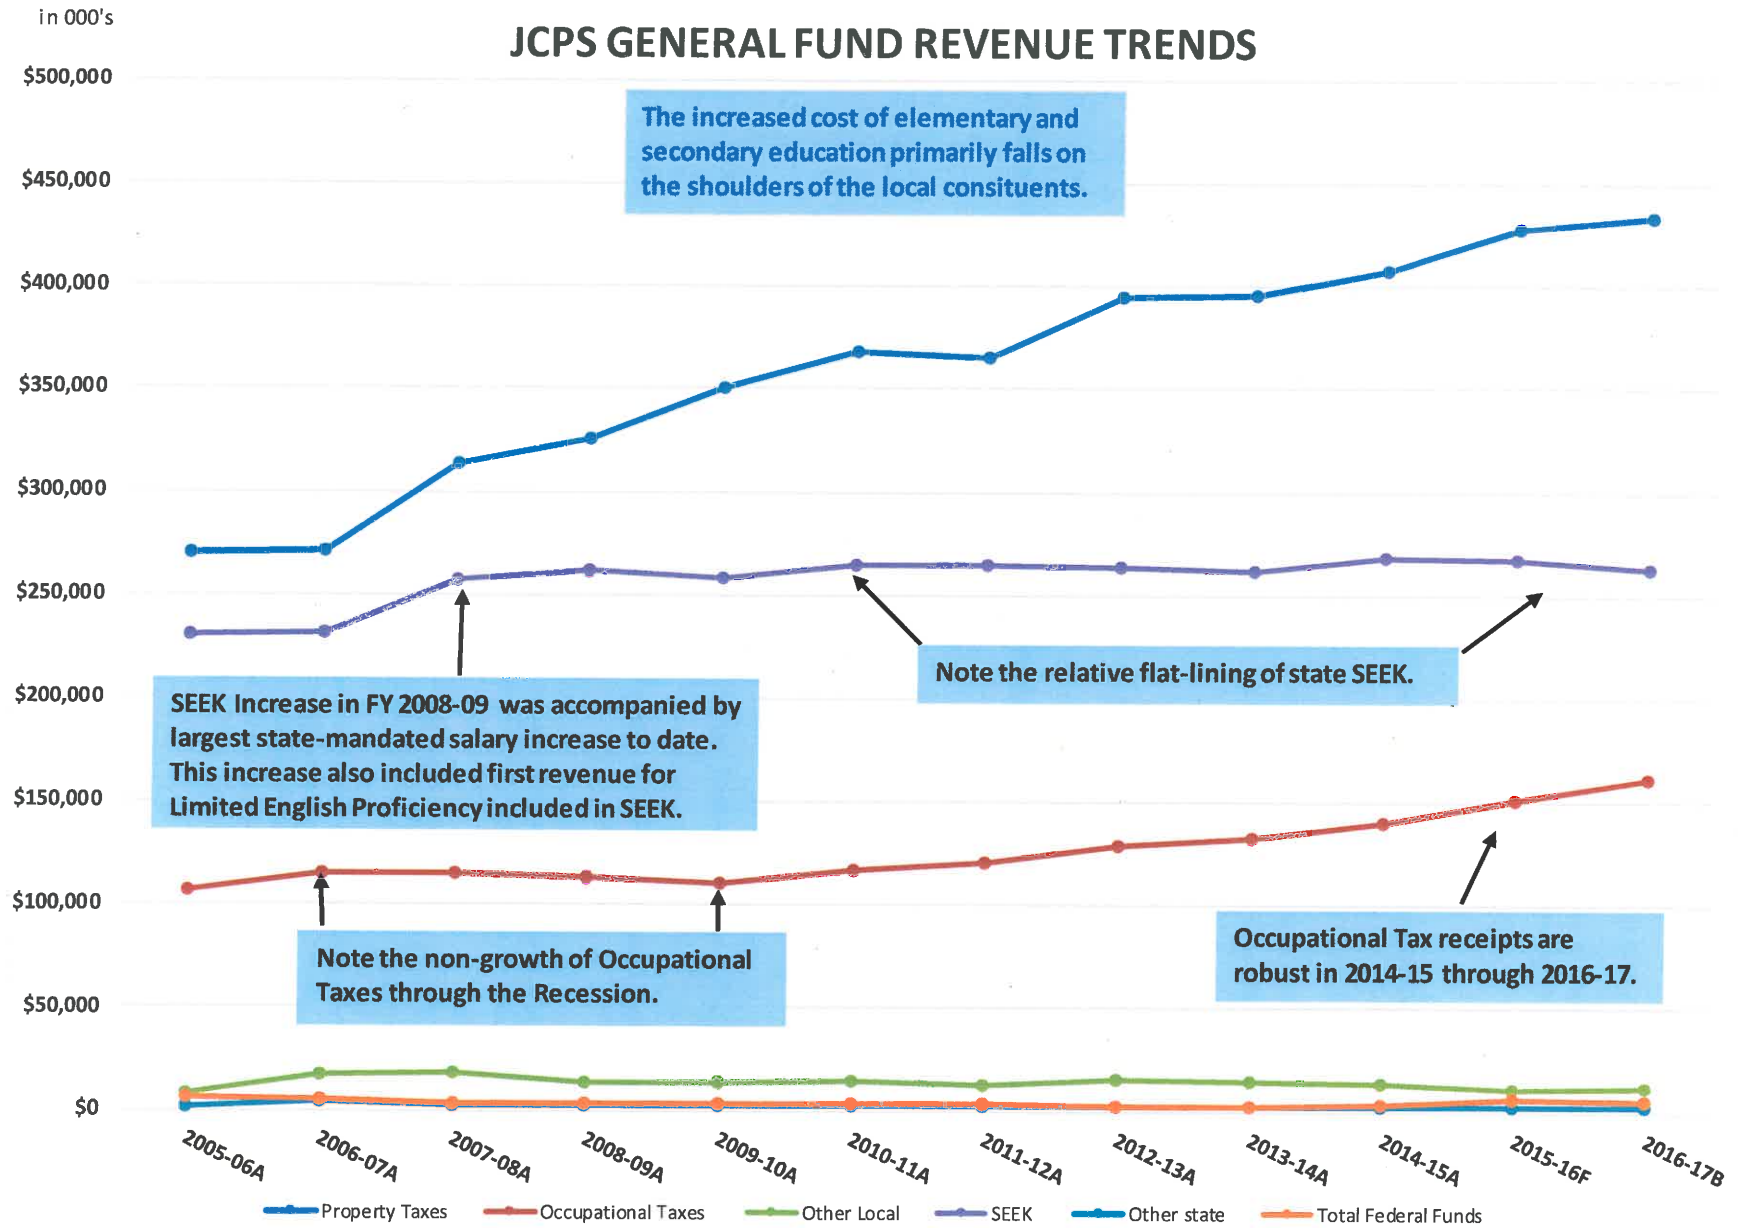 in 000's
JCPS GENERAL FUND REVENUE TRENDS
$500,000
The increased cost of elementary and
secondary education primarily falls on
the shoulders of the local consituents.
$450,000
$400,000
$350,000
$300,000
$250,000
Note the relative flat-lining of state SEEK.
$200,000
SEEK Increase in FY 2008-09 was accompanied by
largest state-mandated salary increase to date.
This increase also included first revenue for
Limited English Proficiency included in SEEK.
$150,000
$100,000
Note the non-growth of Occupational
Taxes through the Recession.
Occupational Tax receipts are
robust in 2014-15 through 2016-17.
$50,000
$0
2005-06A
2006-07A
2007-08A
2008-09A
2009-10A
2010-11A
2011-12A
2012-13A
2013-14A
2014-15A
2015-16F
2016-17B
Property Taxes
Occupational Taxes
Other Local
SEEK
Other state
Total Federal Funds